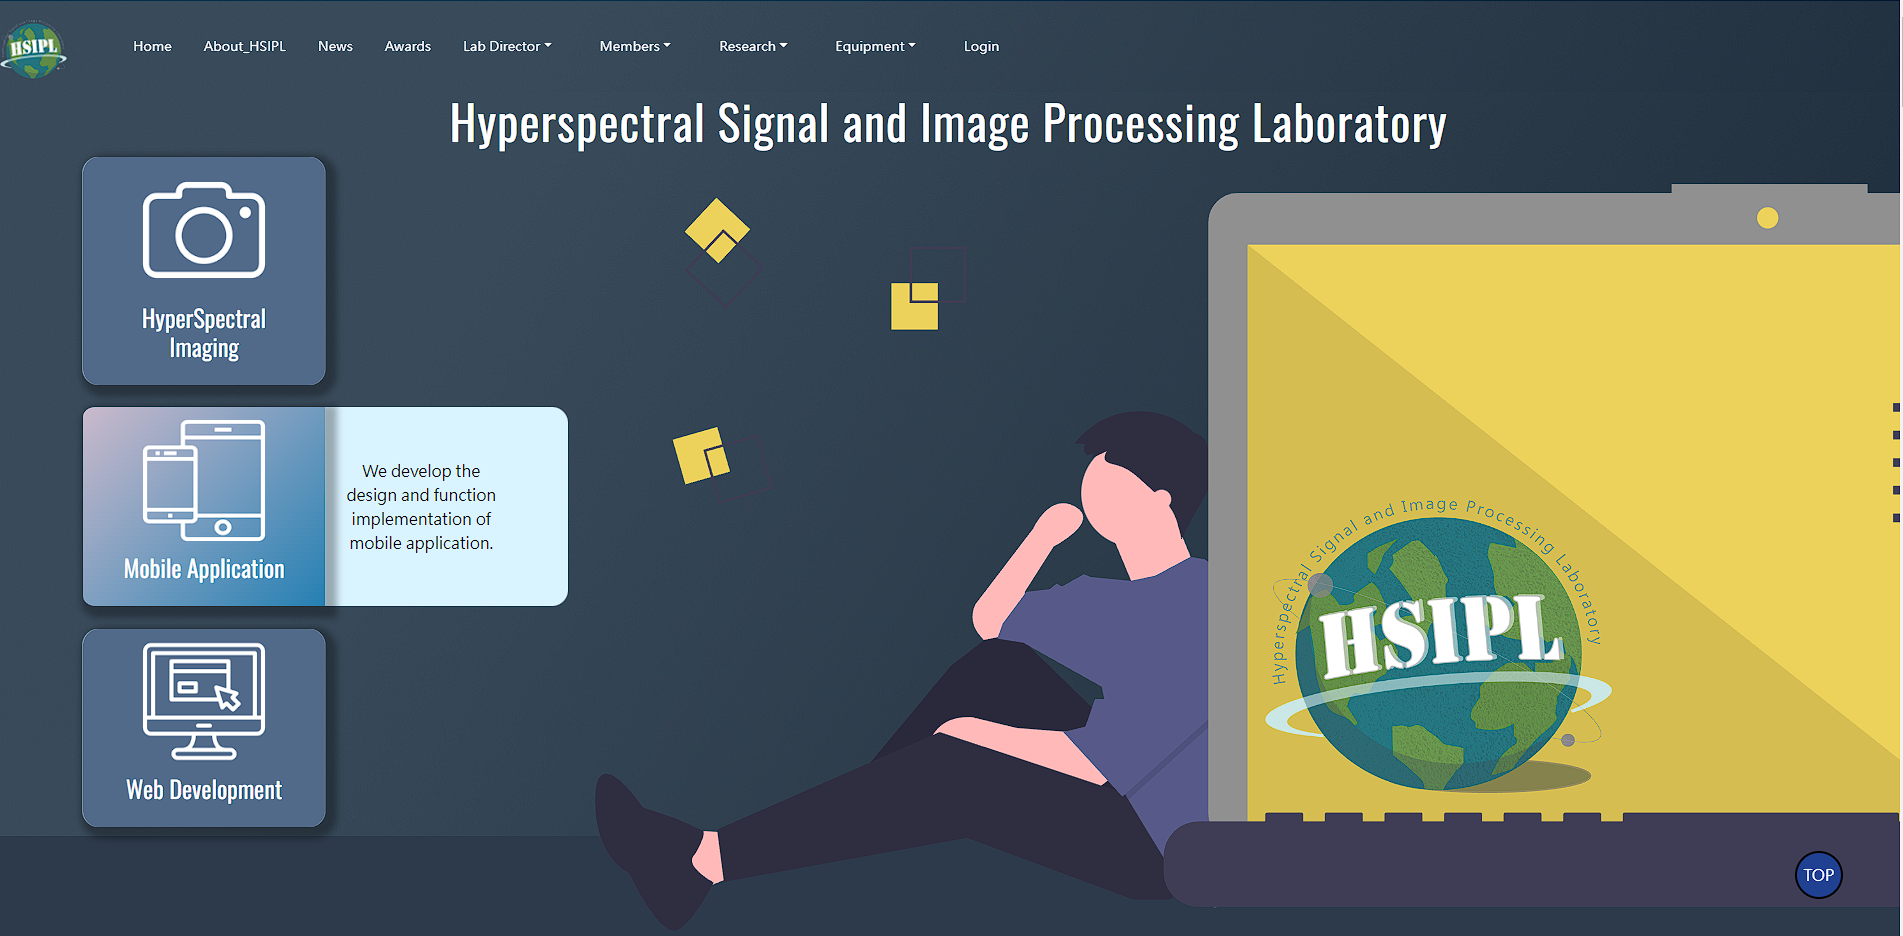 HSIPL
Home
About_HSIPL
News
Awards
Lab Director
Members
Research
Equipment
Login
Hyperspectral Signal and Image Processing Laboratory
HyperSpectral
Imaging
Mobile Application
We develop the
design and function
implementation of
mobile application.
Web Development
Hyperspectral Signal and Image Processing Laboratory
HSIPL
TOP